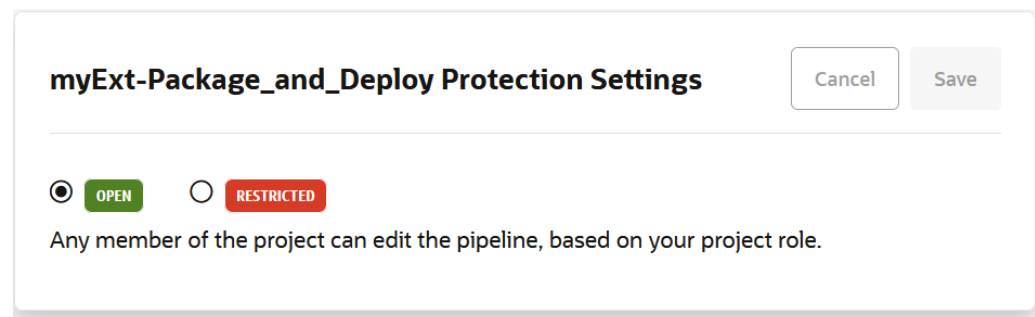 myExt-Package_and_Deploy Protection Settings Cancel Save
OPEN RESTRICTED
Any member of the project can edit the pipeline, based on your project role.